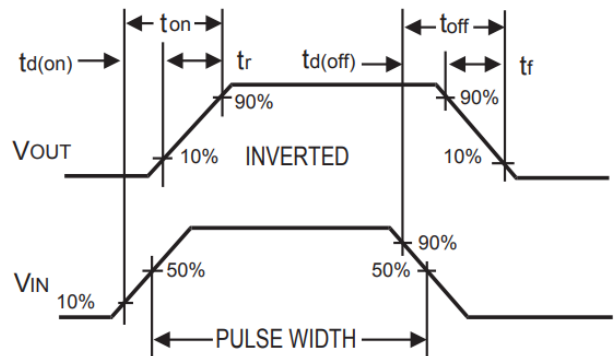 ton toff
td(on) tr td(off) tf
90% 90%
VOUT 10% INVERTED 10%
90%
VIN 50% 50%
10%
PULSE WIDTH